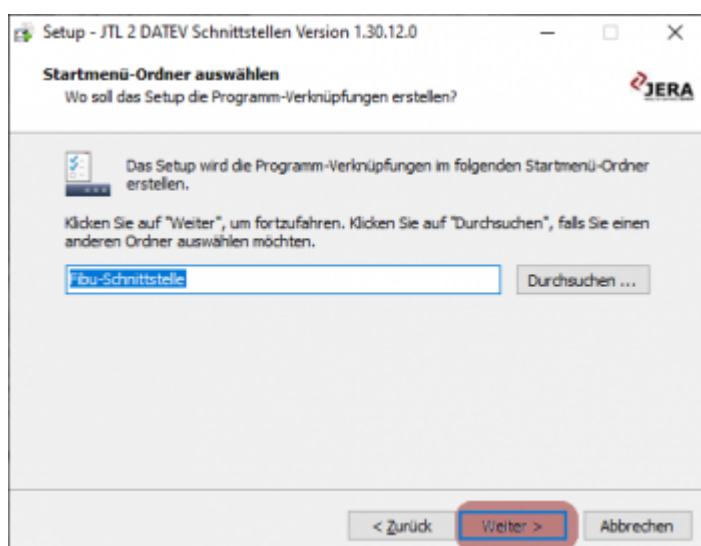 Setup - JTL 2 DATEV Schnittstellen Version 1.30.12.0
Startmenü-Ordner auswählen
Wo soll das Setup die Programm-Verknüpfungen erstellen?
JERA
Das Setup wird die Programm-Verknüpfungen im folgenden Startmenü-Ordner
erstellen.
Klicken Sie auf "Weiter", um fortzufahren. Klicken Sie auf "Durchsuchen", falls Sie einen
anderen Ordner auswählen möchten.
Fibu-Schnittstelle
Durchsuchen ...
< Zurück
Weiter >
Abbrechen